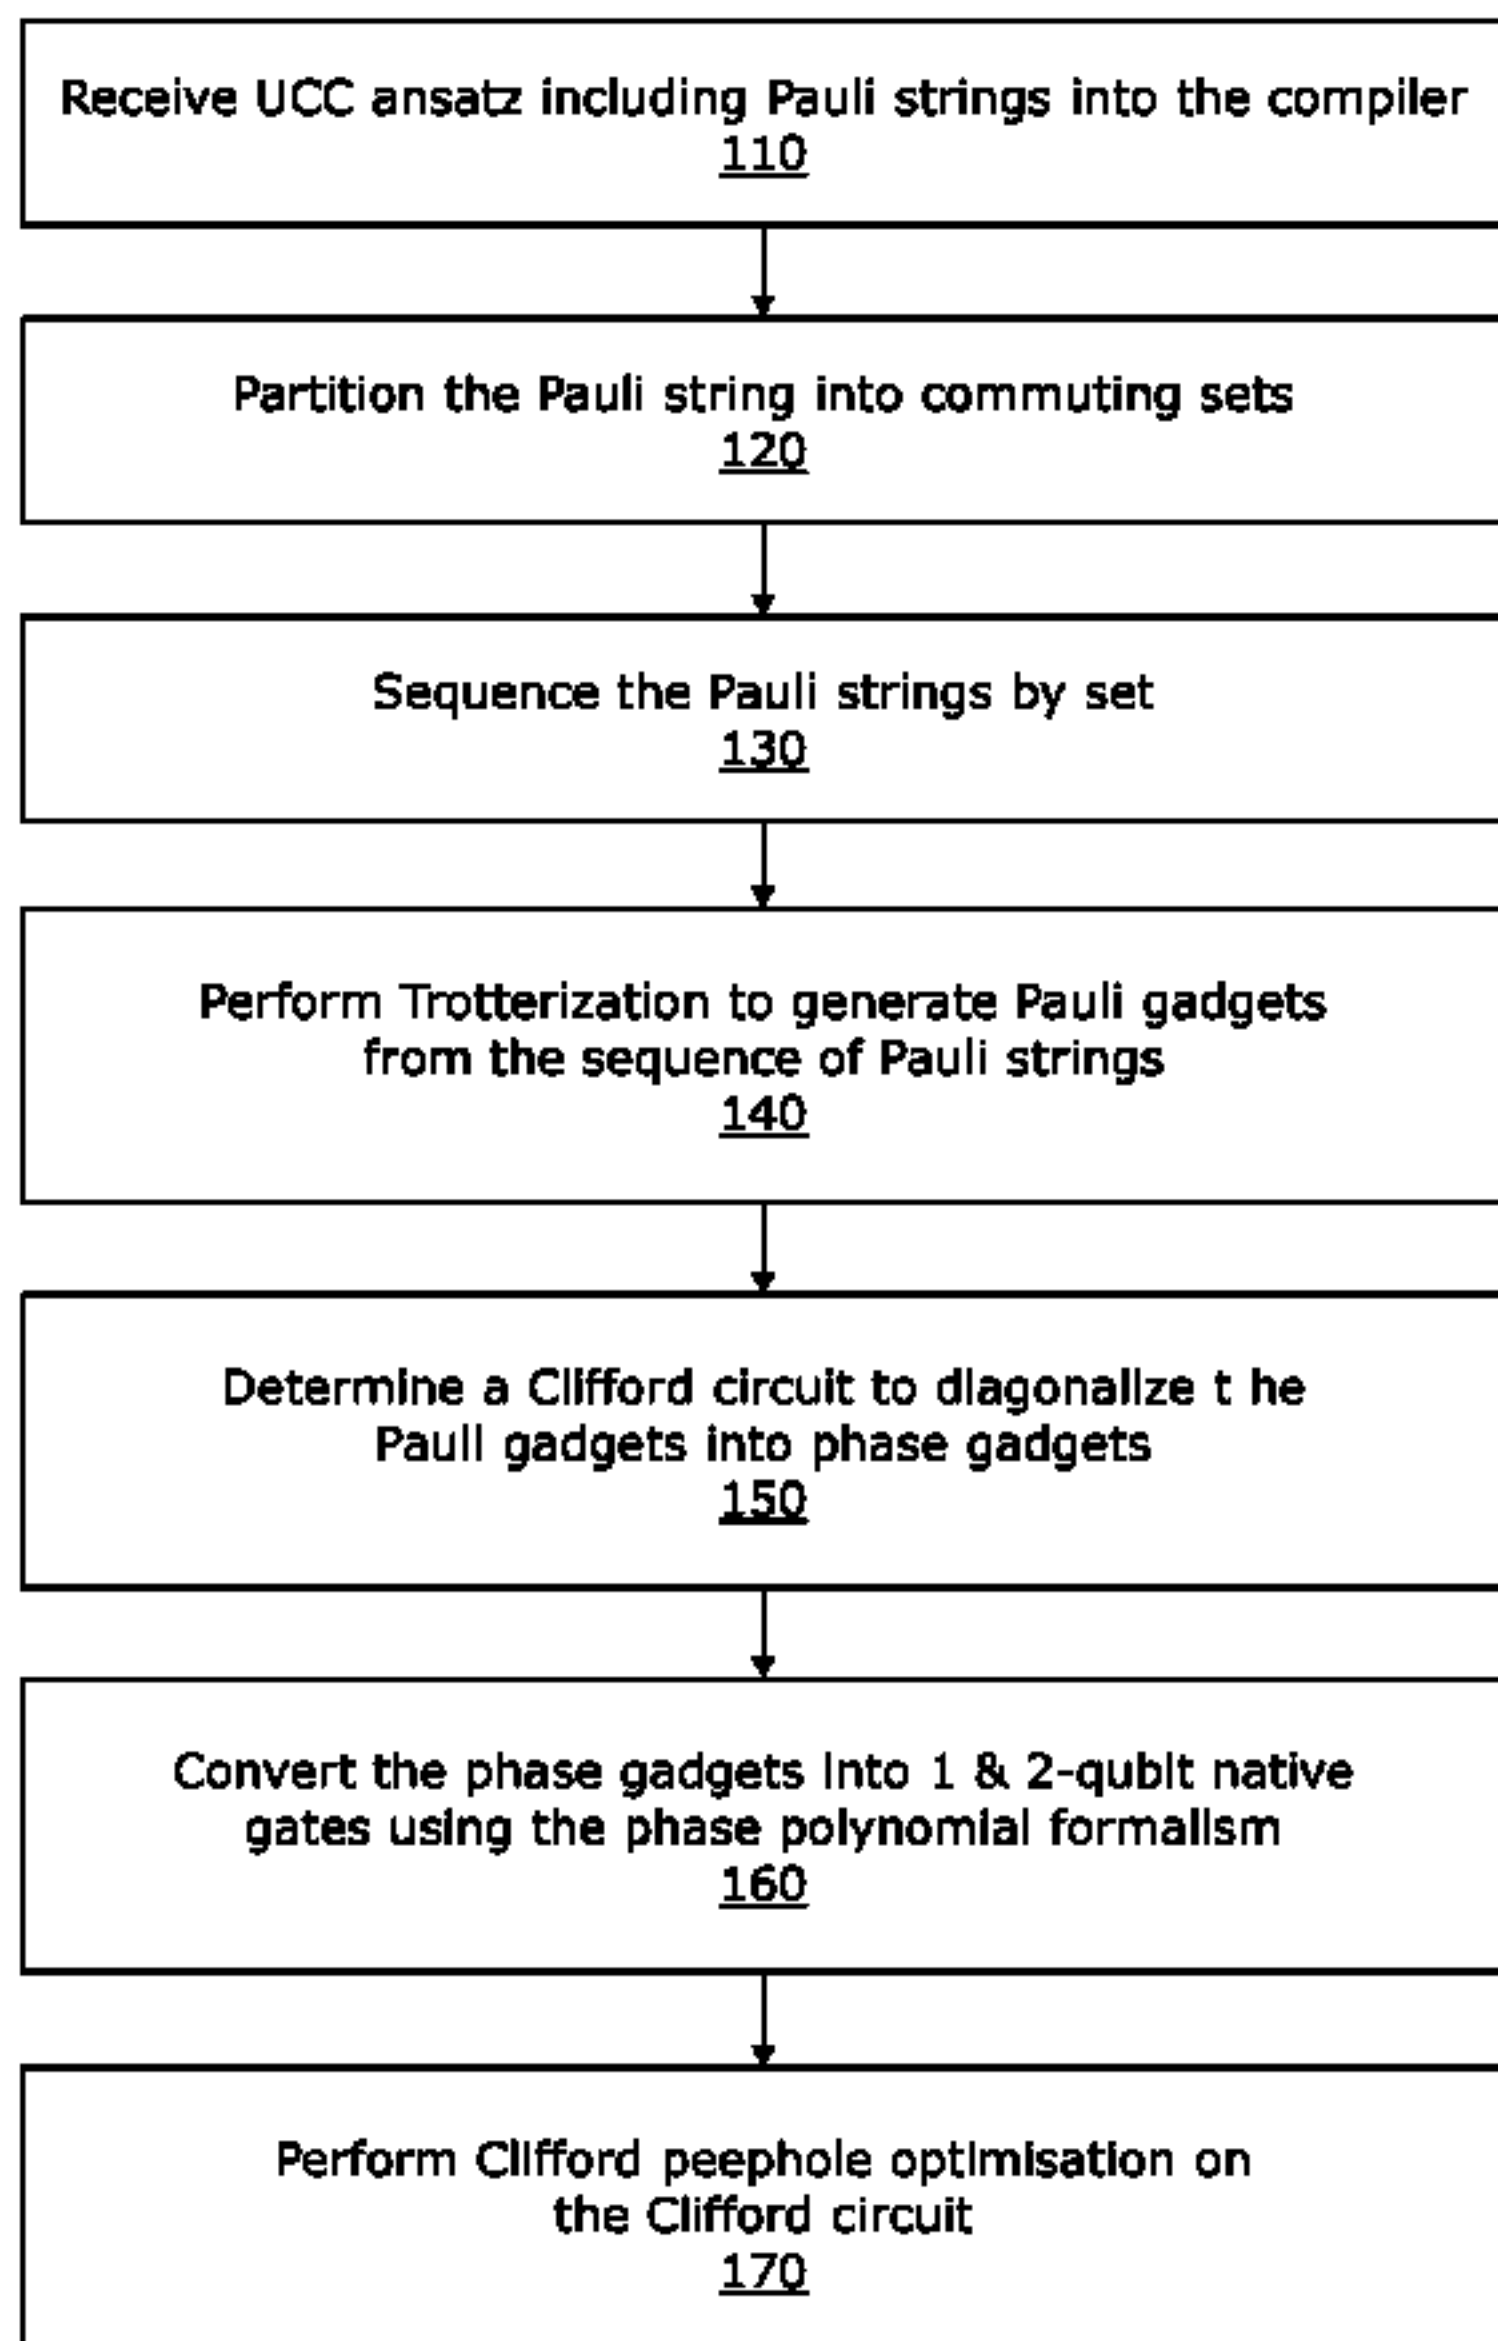 Receive UCC ansatz including Pauli strings into the compiler
110
Partition the Pauli string into commuting sets
120
Sequence the Pauli strings by set
130
Perform Trotterization to generate Pauli gadgets
from the sequence of Pauli strings
140
Determine a Clifford circuit to diagonalize t he
Pauli gadgets into phase gadgets
150
Convert the phase gadgets into 1 & 2-qubit native
gates using the phase polynomial formalism
160
Perform Clifford peephole optimisation on
the Clifford circuit
170